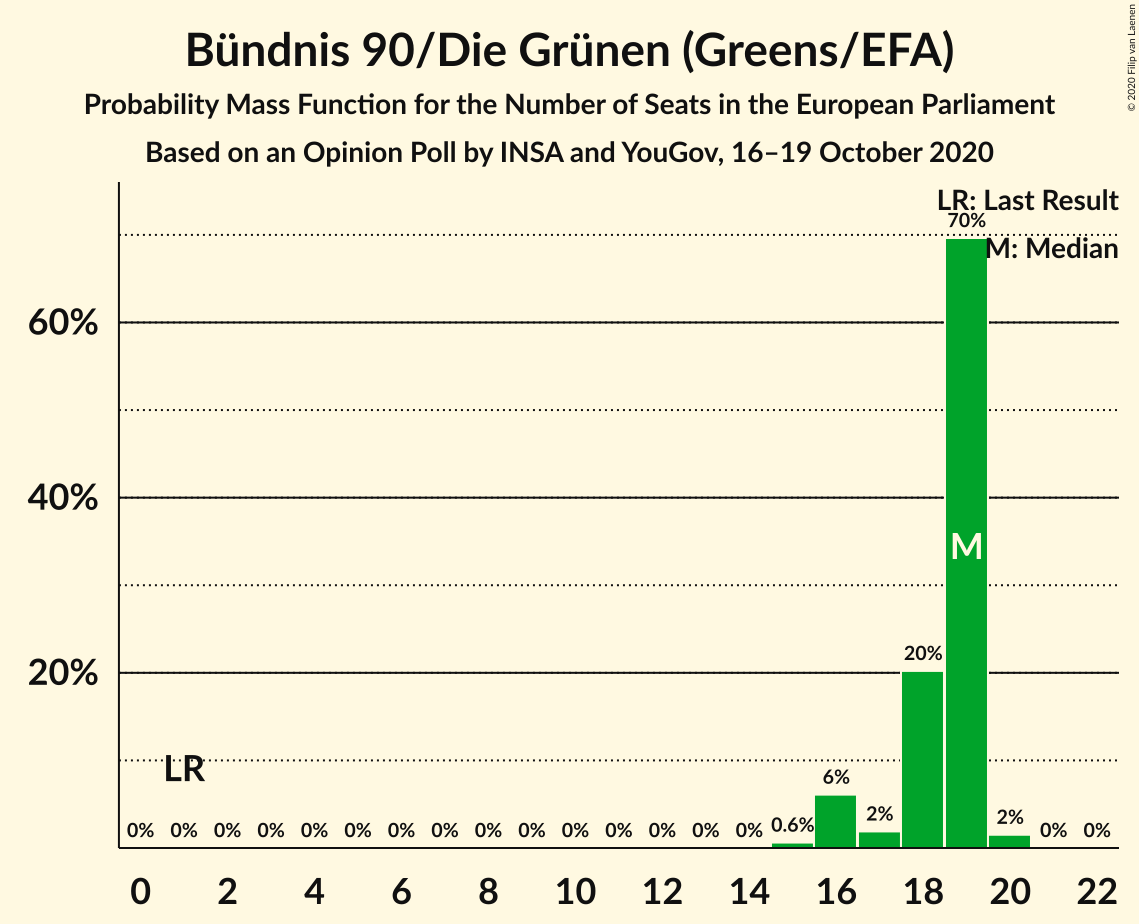 Bündnis 90/Die Grünen (Greens/EFA)
Probability Mass Function for the Number of Seats in the European Parliament
Based on an Opinion Poll by INSA and YouGov, 16–19 October 2020
© 2020 Filip van Laenen
LR: Last Result
70%
M: Median
60%
40%
M
20%
20%
LR
6%
0% 0% 0% 0% 0% 0% 0% 0% 0% 0% 0% 0% 0% 0% 0% 0.6% 2% 2% 0% 0%
0 2 4 6 8 10 12 14 16 18 20 22